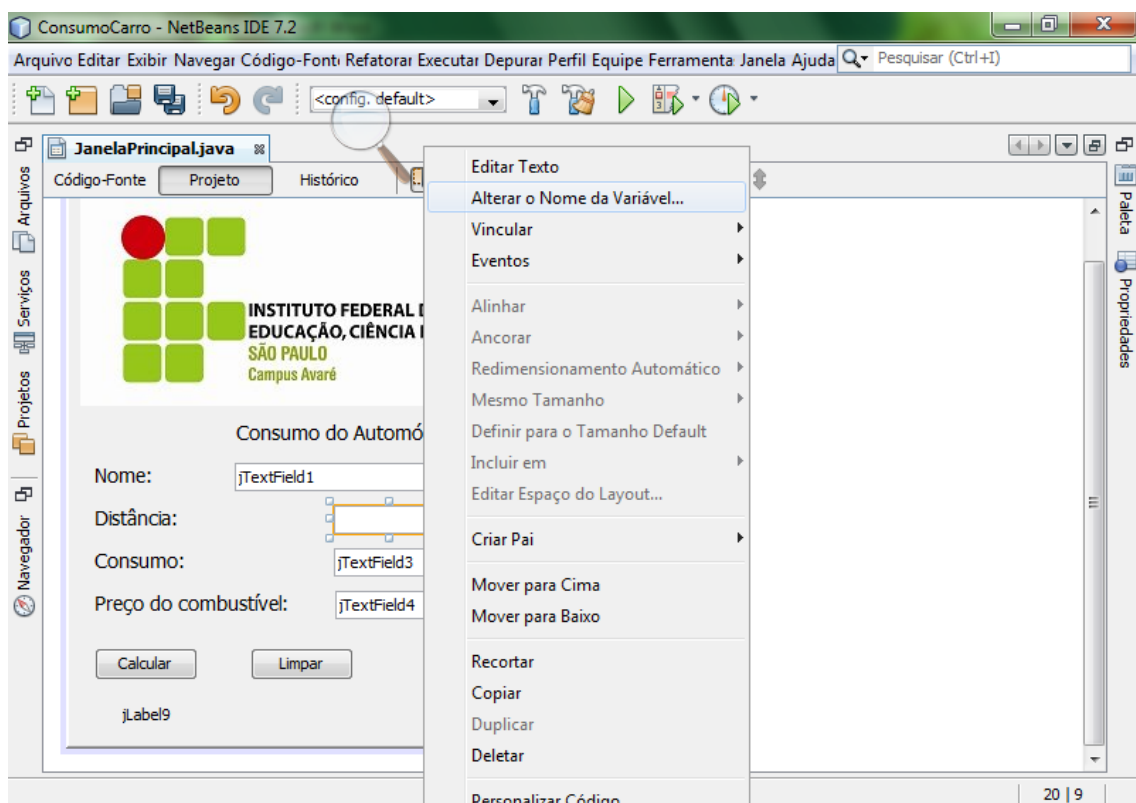 ConsumoCarro - NetBeans IDE 7.2
Arquivo Editar Exibir Navegar Código-Fonte Refatorar Executar Depurar Perfil Equipe Ferramenta Janela Ajuda Pesquisar (Ctrl+I)
<config. default>
JanelaPrincipal.java
Código-Fonte Projeto Histórico
Arquivos
Serviços
Projetos
Navegador
INSTITUTO FEDERAL
EDUCAÇÃO, CIÊNCIA
SÃO PAULO
Campus Avaré
Consumo do Automó
Nome: jTextField1
Distância:
Consumo: jTextField3
Preço do combustível: jTextField4
Calcular Limpar
jLabel9
Editar Texto
Alterar o Nome da Variável...
Vincular
Eventos
Alinhar
Ancorar
Redimensionamento Automático
Mesmo Tamanho
Definir para o Tamanho Default
Incluir em
Editar Espaço do Layout...
Criar Pai
Mover para Cima
Mover para Baixo
Recortar
Copiar
Duplicar
Deletar
Personalizar Código
Paleta
Propriedades
20 | 9